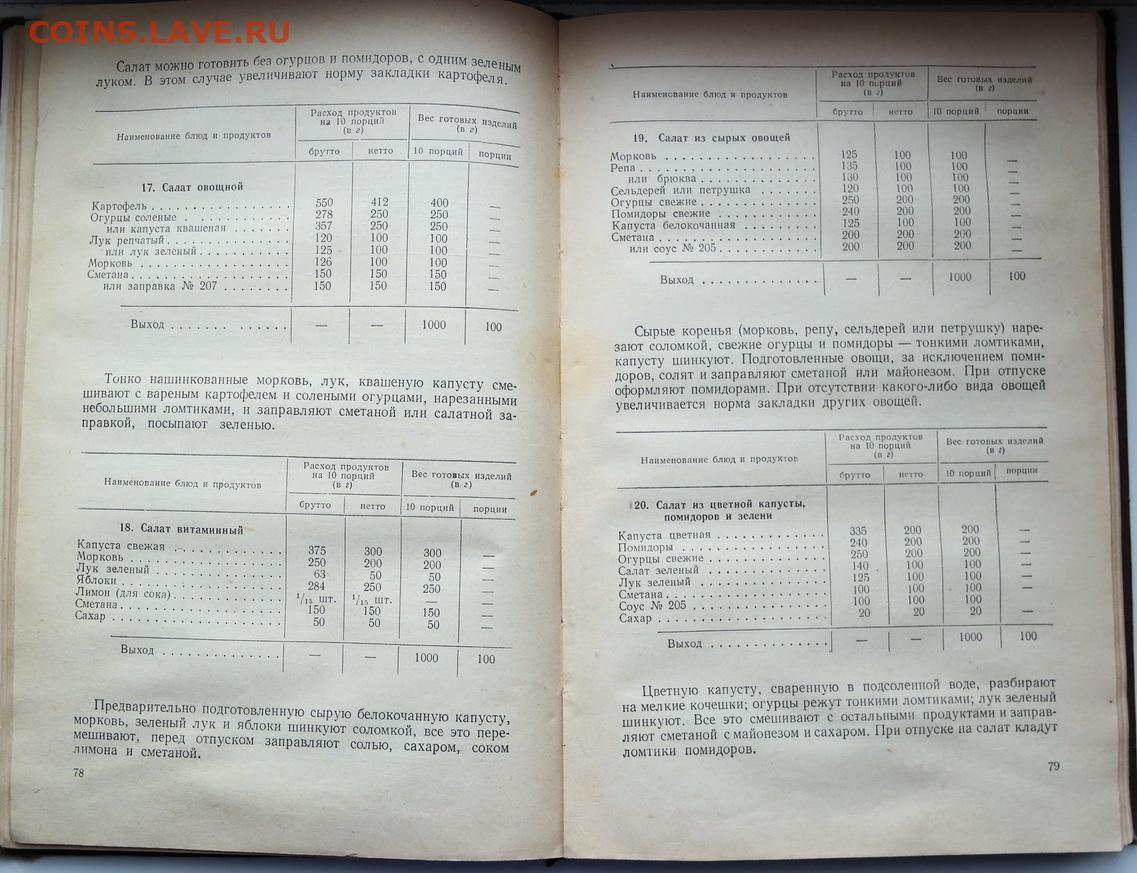 COINS.LAVE.RU
Салат можно готовить без огурцов и помидоров, с одним зеленым
луком. В этом случае увеличивают норму закладки картофеля.
Наименование блюд и продуктов
Расход продуктов
на 10 порций
(в г)
Вес готовых изделий
(в г)
брутто нетто 10 порций порции
17. Салат овощной
Картофель 550 412 400 —
Огурцы соленые 278 250 250 —
или капуста квашеная 357 250 250 —
Лук репчатый 120 100 100 —
или лук зеленый 125 100 100 —
Морковь 126 100 100 —
Сметана 150 150 150 —
или заправка № 207 150 150 150 —
Выход — — 1000 100
Тонко нашинкованные морковь, лук, квашеную капусту сме-
шивают с вареным картофелем и солеными огурцами, нарезанными
небольшими ломтиками, и заправляют сметаной или салатной за-
правкой, посыпают зеленью.
Наименование блюд и продуктов
Расход продуктов
на 10 порций
(в г)
Вес готовых изделий
(в г)
брутто нетто 10 порций порции
18. Салат витаминный
Капуста свежая 375 300 300 —
Морковь 250 200 200 —
Лук зеленый 63 50 50 —
Яблоки 284 250 250 —
Лимон (для сока) 1/15 шт. 1/15 шт. — —
Сметана 150 150 150 —
Сахар 50 50 50 —
Выход — — 1000 100
Предварительно подготовленную сырую белокочанную капусту,
морковь, зеленый лук и яблоки шинкуют соломкой, все это пере-
мешивают, перед отпуском заправляют солью, сахаром, соком
лимона и сметаной.
78
Наименование блюд и продуктов
Расход продуктов
на 10 порций
(в г)
Вес готовых изделий
(в г)
брутто нетто 10 порций порции
19. Салат из сырых овощей
Морковь 125 100 100 —
Репа 135 100 100 —
или брюква 130 100 100 —
Сельдерей или петрушка 120 100 100 —
Огурцы свежие 250 200 200 —
Помидоры свежие 240 200 200 —
Капуста белокочанная 125 100 100 —
Сметана 200 200 200 —
или соус № 205 200 200 200 —
Выход — — 1000 100
Сырые коренья (морковь, репу, сельдерей или петрушку) наре-
зают соломкой, свежие огурцы и помидоры — тонкими ломтиками,
капусту шинкуют. Подготовленные овощи, за исключением поми-
доров, солят и заправляют сметаной или майонезом. При отпуске
оформляют помидорами. При отсутствии какого-либо вида овощей
увеличивается норма закладки других овощей.
Наименование блюд и продуктов
Расход продуктов
на 10 порций
(в г)
Вес готовых изделий
(в г)
брутто нетто 10 порций порции
20. Салат из цветной капусты,
помидоров и зелени
Капуста цветная 335 200 200 —
Помидоры 240 200 200 —
Огурцы свежие 250 200 200 —
Салат зеленый 140 100 100 —
Лук зеленый 125 100 100 —
Сметана 100 100 100 —
Соус № 205 100 100 100
Сахар 20 20 20 —
Выход — — 1000 100
Цветную капусту, сваренную в подсоленной воде, разбирают
на мелкие кочешки; огурцы режут тонкими ломтиками; лук зеленый
шинкуют. Все это смешивают с остальными продуктами и заправ-
ляют сметаной с майонезом и сахаром. При отпуске на салат кладут
ломтики помидоров.
79